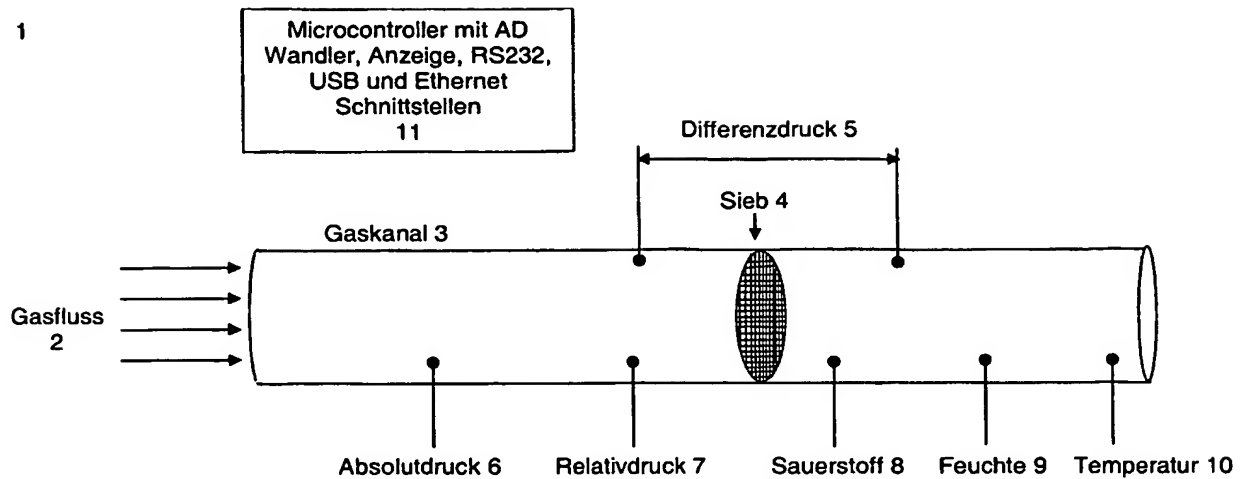 1
Microcontroller mit AD
Wandler, Anzeige, RS232,
USB und Ethernet
Schnittstellen
11
Differenzdruck 5
Sieb 4
Gaskanal 3
Gasfluss
2
Absolutdruck 6
Relativdruck 7
Sauerstoff 8
Feuchte 9
Temperatur 10